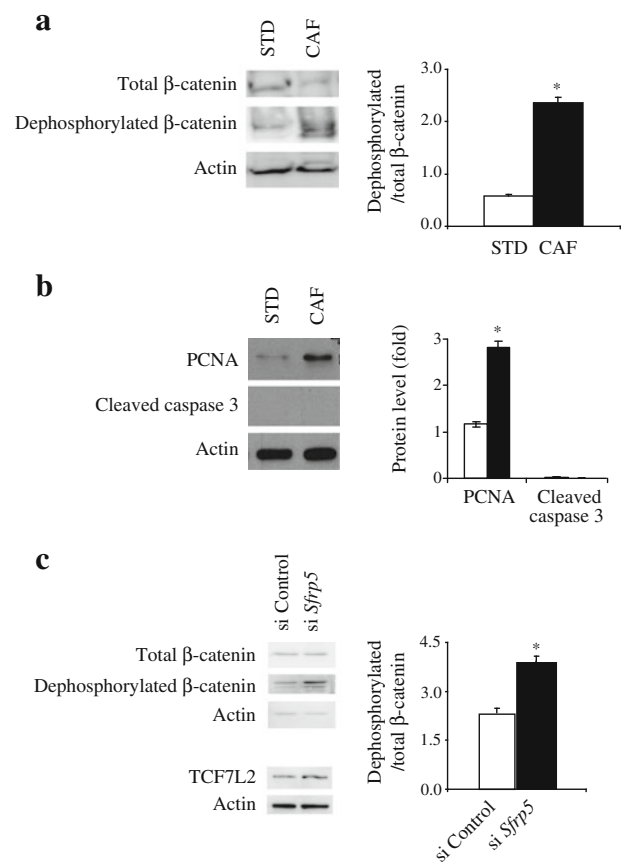 a
STD
CAF
Total β-catenin
Dephosphorylated β-catenin
Actin
Dephosphorylated
/total β-catenin
3.0
2.0
1.0
0.0
*
STD CAF
b
STD
CAF
PCNA
Cleaved caspase 3
Actin
Protein level (fold)
3
2
1
0
*
PCNA
Cleaved
caspase 3
c
si Control
si Sfrp5
Total β-catenin
Dephosphorylated β-catenin
Actin
TCF7L2
Actin
Dephosphorylated
/total β-catenin
4.5
3.0
1.5
0.0
*
si Control
si Sfrp5